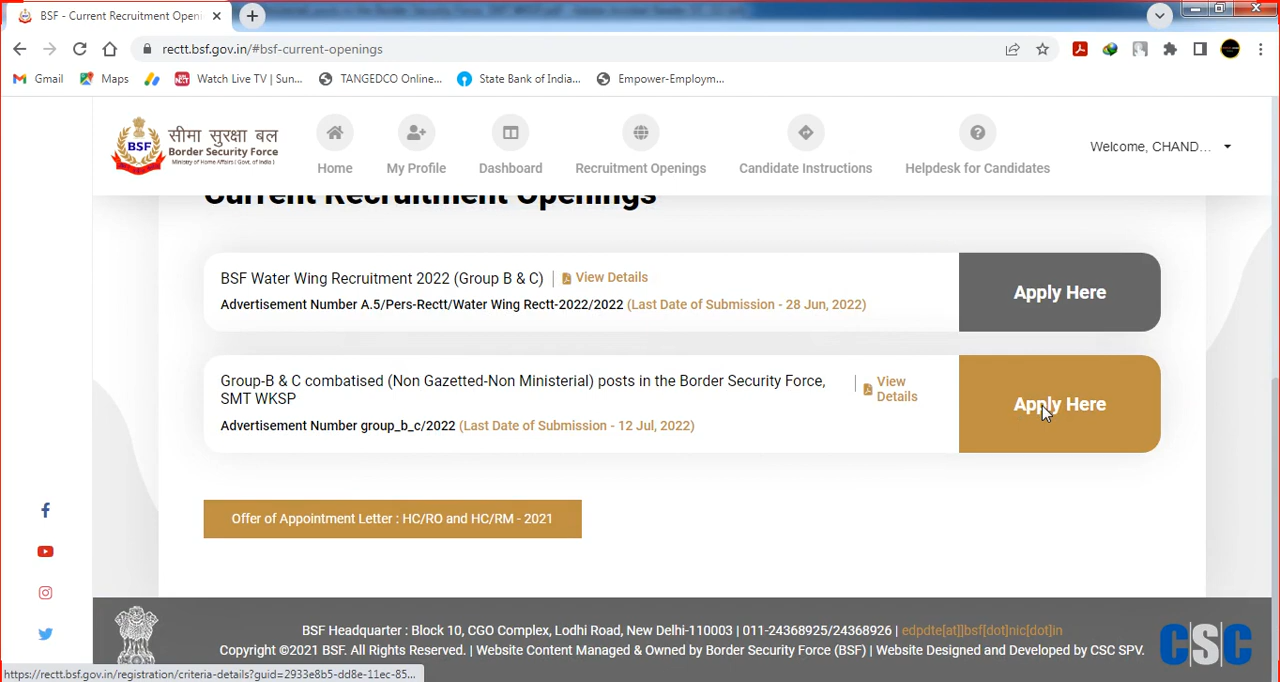 BSF - Current Recruitment Openi
rectt.bsf.gov.in/#bsf-current-openings
Gmail Maps Watch Live TV | Sun... TANGEDCO Online... State Bank of India... Empower-Employm...
BSF
सीमा सुरक्षा बल
Border Security Force
Ministry of Home Affairs ( Govt. of India )
Home My Profile Dashboard Recruitment Openings Candidate Instructions Helpdesk for Candidates
Welcome, CHAND...
Current Recruitment Openings
BSF Water Wing Recruitment 2022 (Group B & C) | View Details
Advertisement Number A.5/Pers-Rectt/Water Wing Rectt-2022/2022 (Last Date of Submission - 28 Jun, 2022)
Apply Here
Group-B & C combatised (Non Gazetted-Non Ministerial) posts in the Border Security Force,
SMT WKSP
View
Details
Advertisement Number group_b_c/2022 (Last Date of Submission - 12 Jul, 2022)
Apply Here
Offer of Appointment Letter : HC/RO and HC/RM - 2021
BSF Headquarter : Block 10, CGO Complex, Lodhi Road, New Delhi-110003 | 011-24368925/24368926 | edpdte[at]]bsf[dot]nic[dot]in
Copyright ©2021 BSF. All Rights Reserved. | Website Content Managed & Owned by Border Security Force (BSF) | Website Designed and Developed by CSC SPV.
CSC
https://rectt.bsf.gov.in/registration/criteria-details?guid=2933e8b5-dd8e-11ec-85...